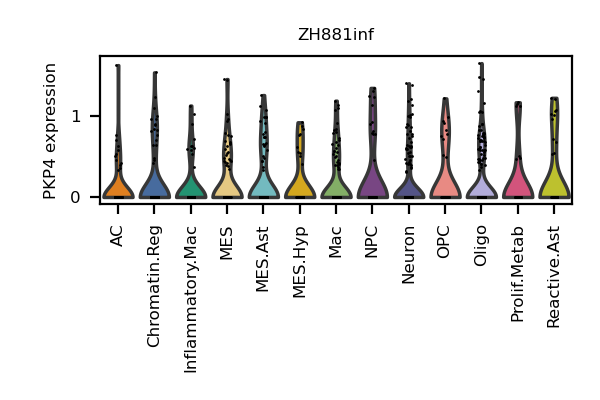 ZH881inf
PKP4 expression
1
0
AC
Chromatin.Reg
Inflammatory.Mac
MES
MES.Ast
MES.Hyp
Mac
NPC
Neuron
OPC
Oligo
Prolif.Metab
Reactive.Ast